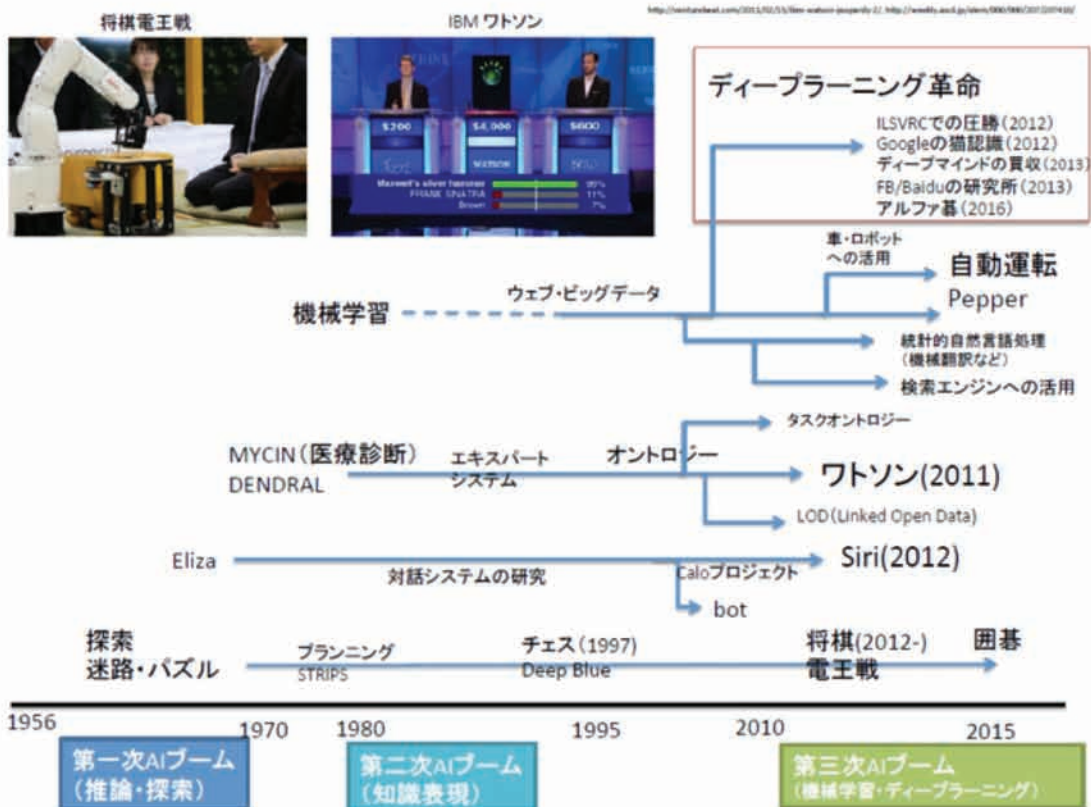 将棋電王戦
IBM ワトソン
$200
$4,000
$600
WATSON
Maxwell's silver hammer
FRANK SINATRA 11%
Brown 7%
ディープラーニング革命
ILSVRCでの圧勝(2012)
Googleの猫認識(2012)
ディープマインドの買収(2013)
FB/Baiduの研究所(2013)
アルファ碁(2016)
車・ロボット
への活用
自動運転
Pepper
機械学習
ウェブ・ビッグデータ
統計的自然言語処理
(機械翻訳など)
検索エンジンへの活用
タスクオントロジー
MYCIN(医療診断)
DENDRAL
エキスパート
システム
オントロジー
ワトソン(2011)
LOD(Linked Open Data)
Eliza
対話システムの研究
Caloプロジェクト
Siri(2012)
bot
探索
迷路・パズル
プランニング
STRIPS
チェス(1997)
Deep Blue
将棋(2012-)
電王戦
囲碁
1956
1970
1980
1995
2010
2015
第一次AIブーム
(推論・探索)
第二次AIブーム
(知識表現)
第三次AIブーム
(機械学習・ディープラーニング)